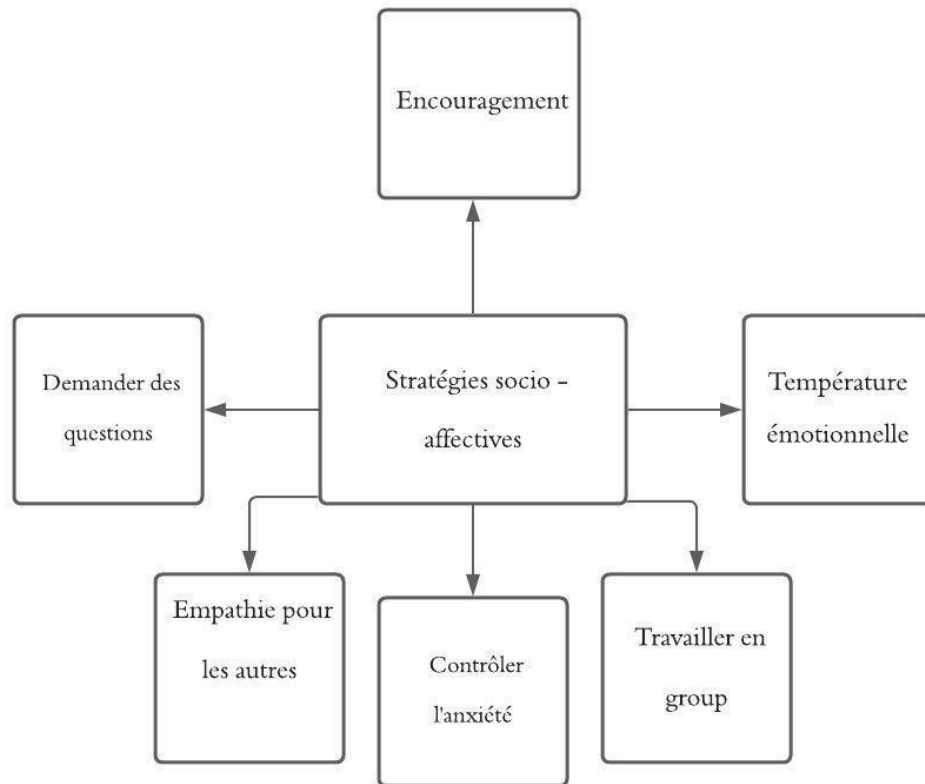 Encouragement
Demander des
questions
Stratégies socio -
affectives
Température
émotionnelle
Empathie pour
les autres
Contrôler
l'anxiété
Travailler en
group